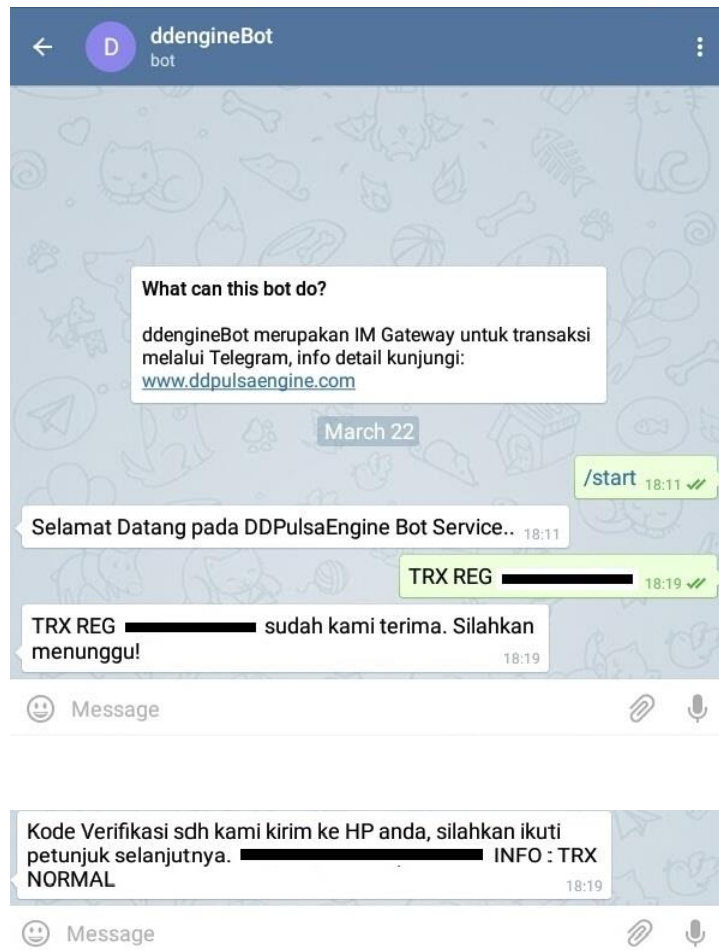 ddengineBot
D
bot
What can this bot do?
ddengineBot merupakan IM Gateway untuk transaksi
melalui Telegram, info detail kunjungi:
www.ddpulsaengine.com
March 22
/start 18:11
Selamat Datang pada DDPulsaEngine Bot Service.. 18:11
TRX REG 18:19
TRX REG sudah kami terima. Silahkan
menunggu! 18:19
Message
Kode Verifikasi sdh kami kirim ke HP anda, silahkan ikuti
petunjuk selanjutnya. INFO : TRX
NORMAL 18:19
Message